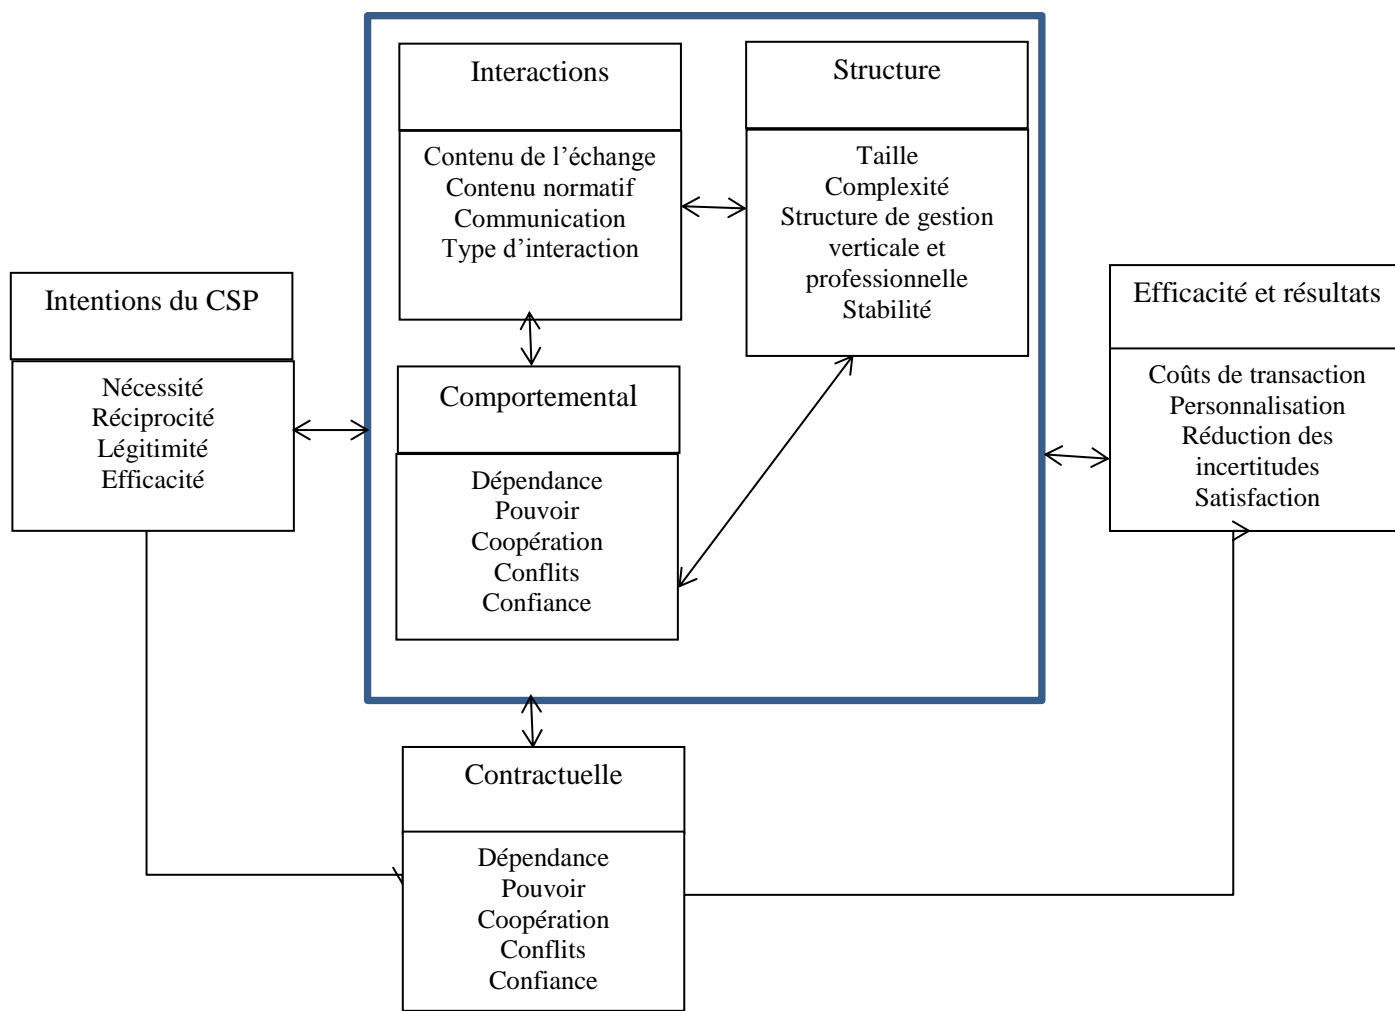 Interactions
Contenu de l’échange
Contenu normatif
Communication
Type d’interaction
Structure
Taille
Complexité
Structure de gestion
verticale et
professionnelle
Stabilité
Intentions du CSP
Nécessité
Réciprocité
Légitimité
Efficacité
Comportemental
Dépendance
Pouvoir
Coopération
Conflits
Confiance
Efficacité et résultats
Coûts de transaction
Personnalisation
Réduction des
incertitudes
Satisfaction
Contractuelle
Dépendance
Pouvoir
Coopération
Conflits
Confiance